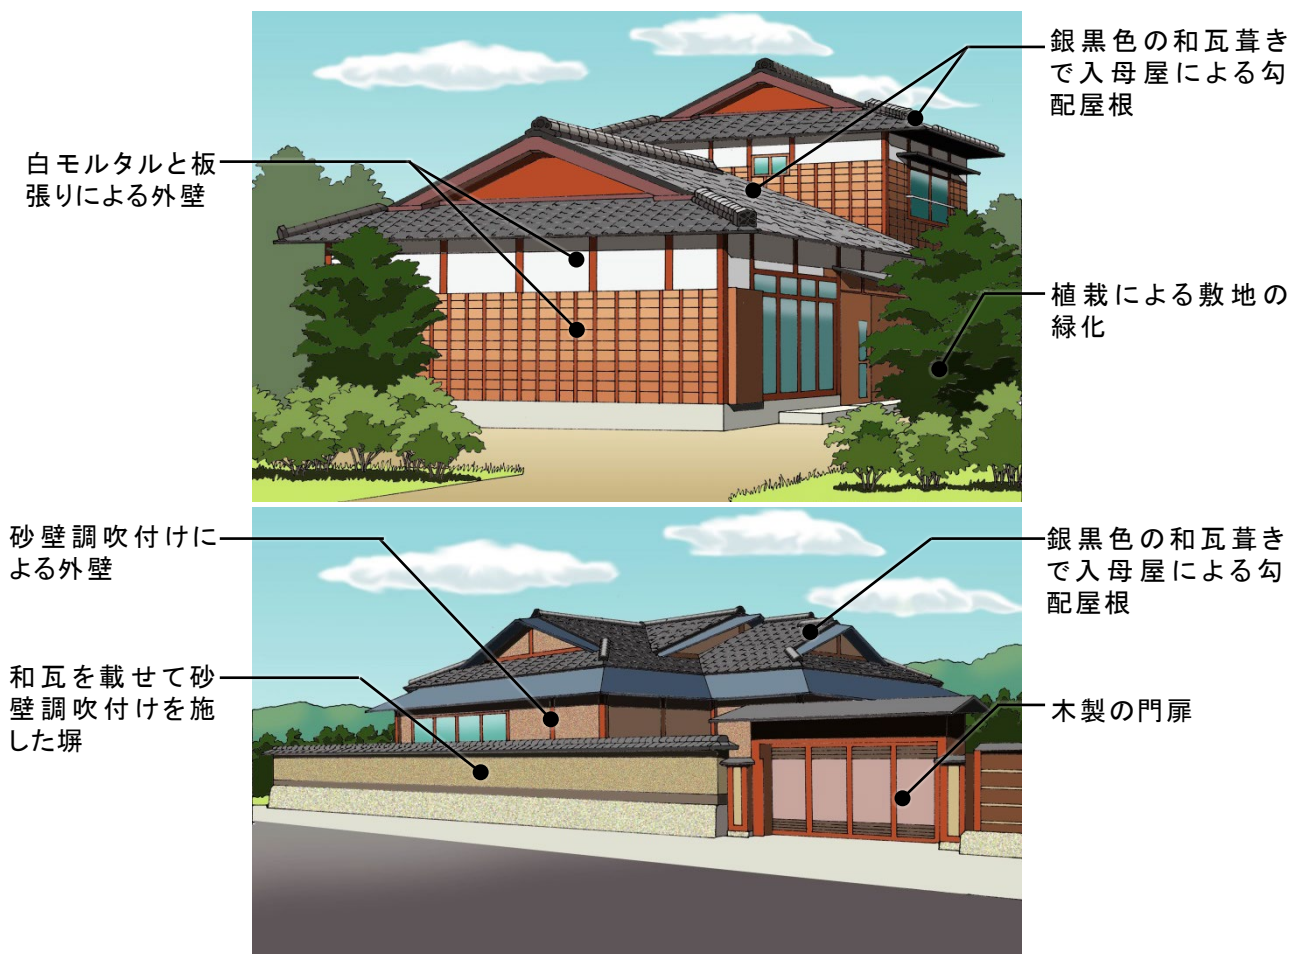 銀黒色の和瓦葺き
で入母屋による勾
配屋根
白モルタルと板
張りによる外壁
植栽による敷地の
緑化
砂壁調吹付けに
よる外壁
銀黒色の和瓦葺き
で入母屋による勾
配屋根
和瓦を載せて砂
壁調吹付けを施
した塀
木製の門扉